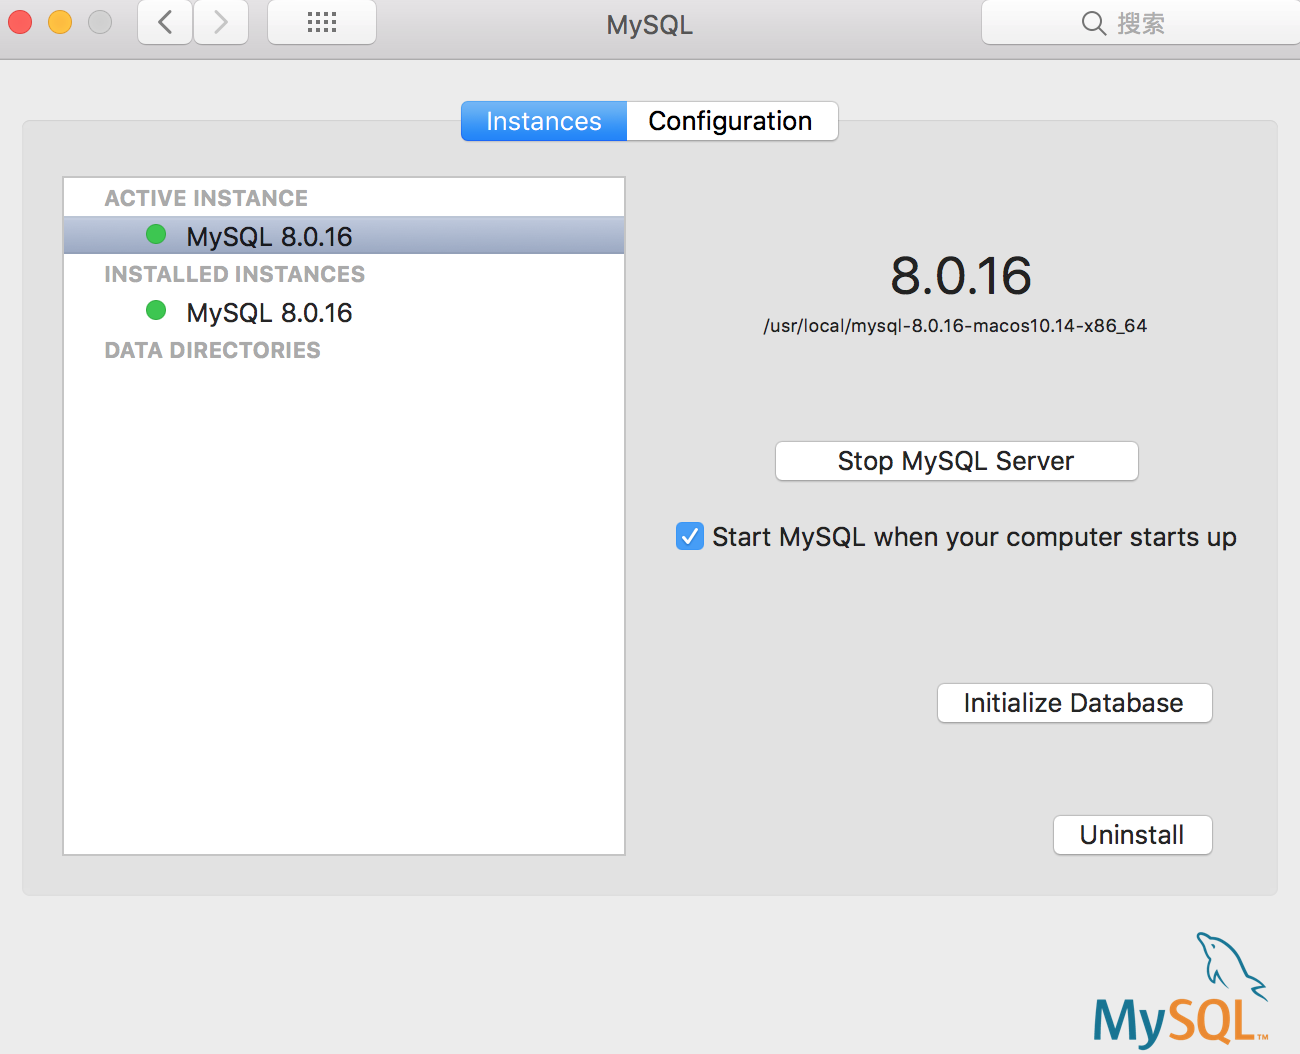 MySQL
搜索
Instances
Configuration
ACTIVE INSTANCE
MySQL 8.0.16
INSTALLED INSTANCES
MySQL 8.0.16
DATA DIRECTORIES
8.0.16
/usr/local/mysql-8.0.16-macos10.14-x86_64
Stop MySQL Server
Start MySQL when your computer starts up
Initialize Database
Uninstall
MySQL™